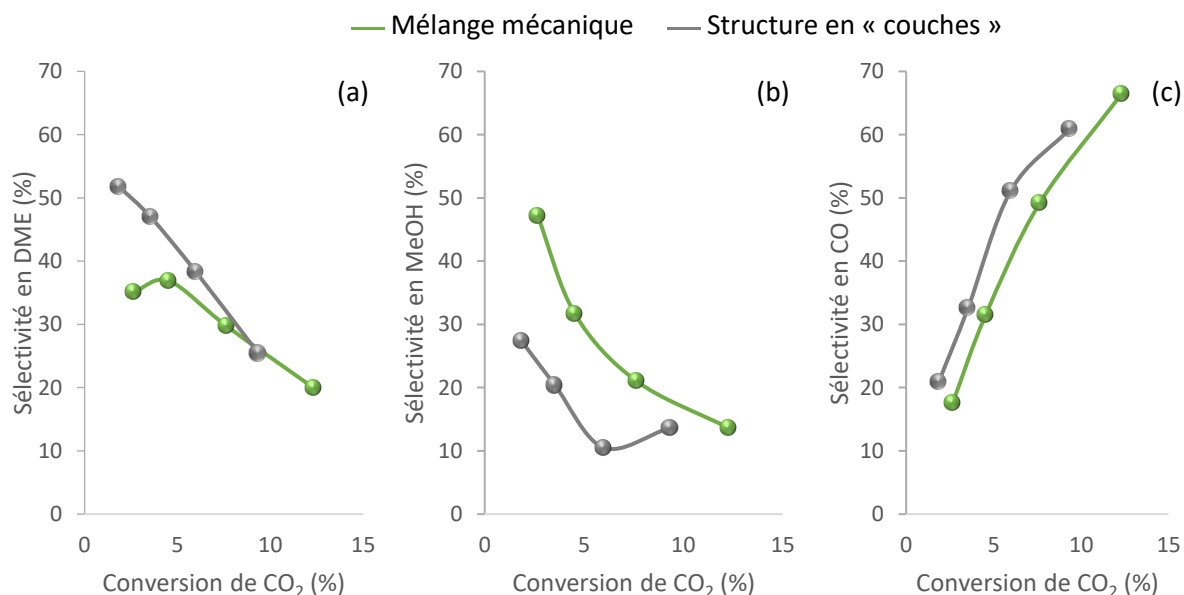 Mélange mécanique
Structure en « couches »
(a)
Sélectivité en DME (%)
70
60
50
40
30
20
10
0
0 5 10 15
Conversion de CO₂ (%)
(b)
Sélectivité en MeOH (%)
70
60
50
40
30
20
10
0
0 5 10 15
Conversion de CO₂ (%)
(c)
Sélectivité en CO (%)
70
60
50
40
30
20
10
0
0 5 10 15
Conversion de CO₂ (%)